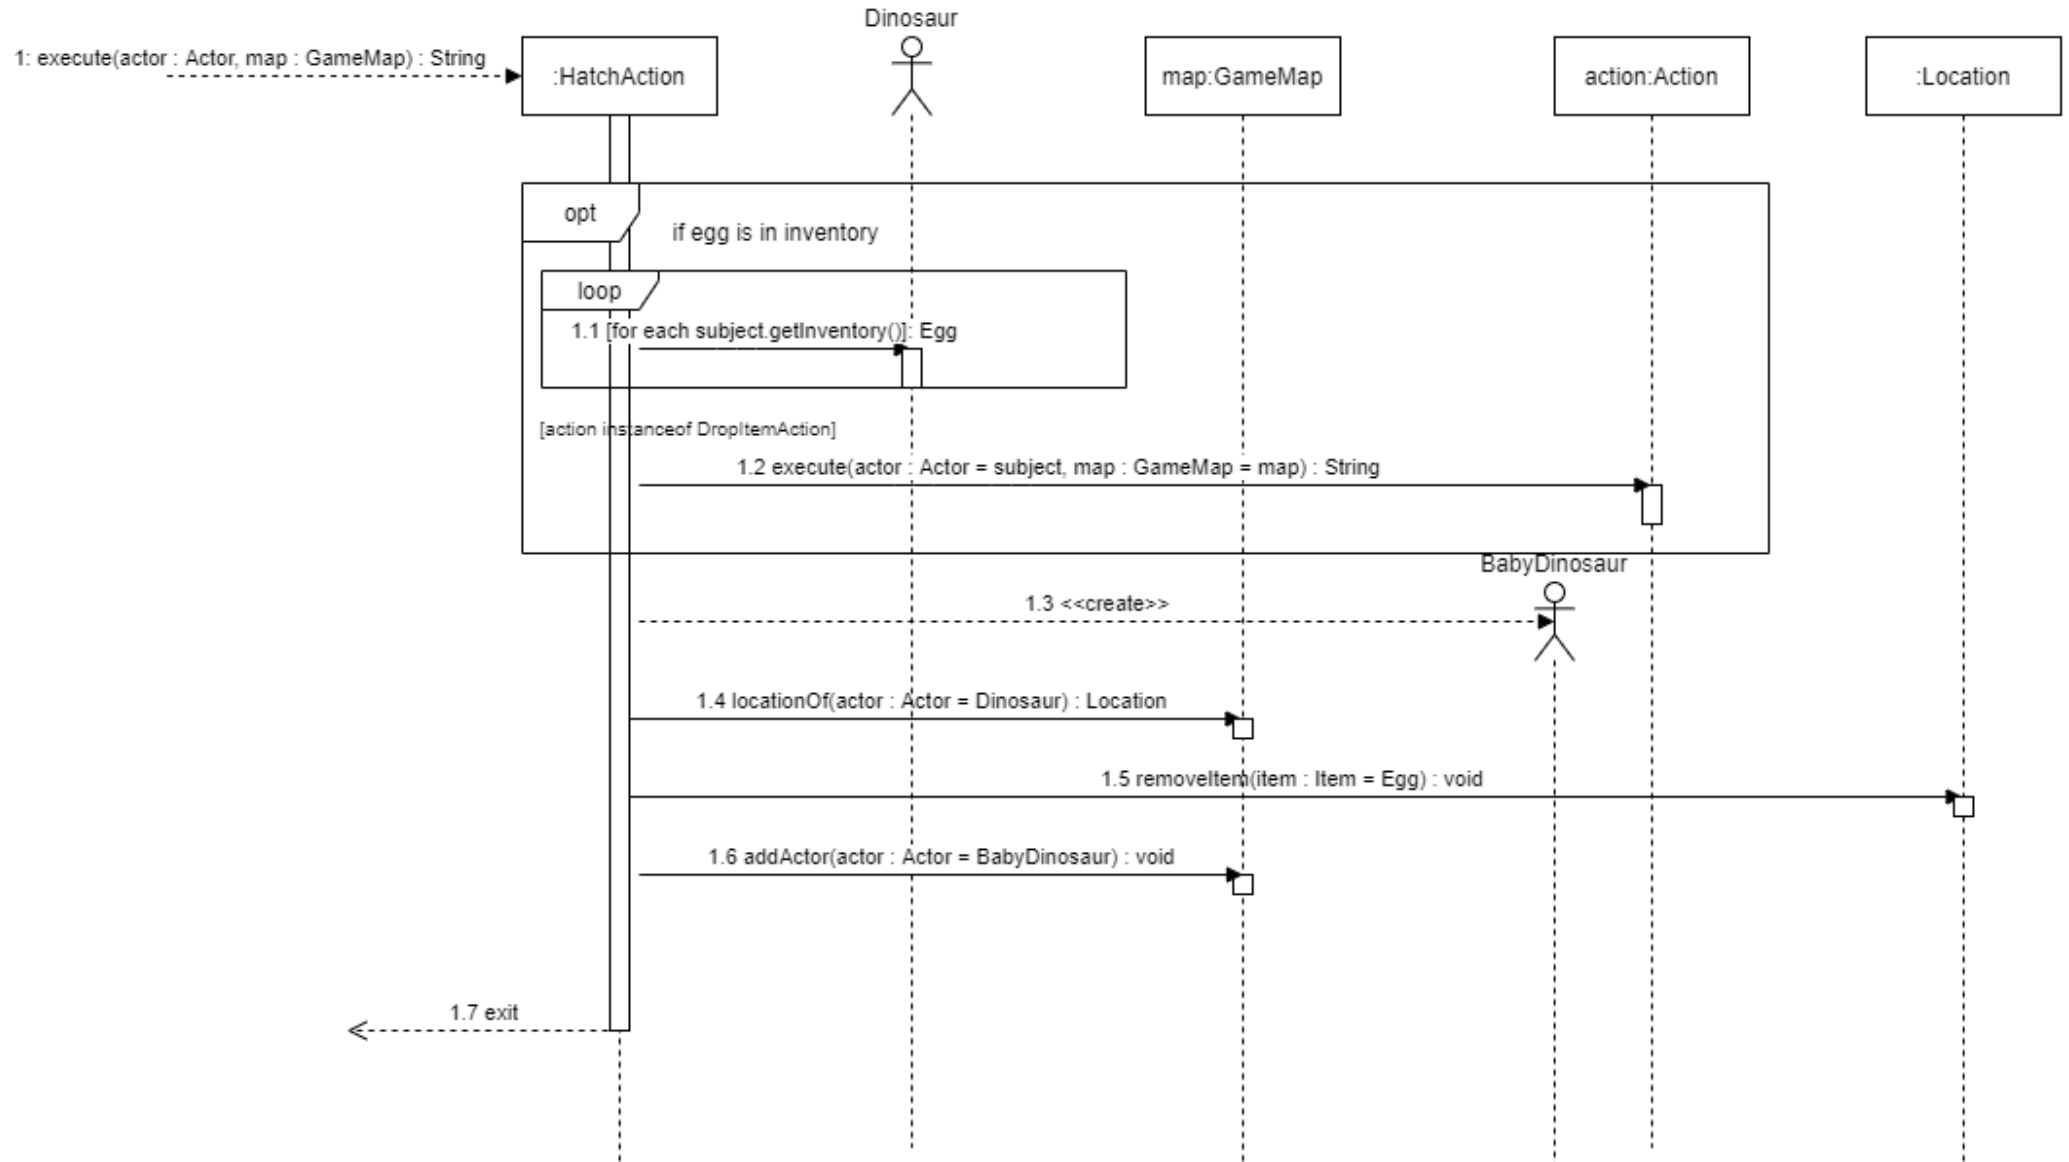 Dinosaur
1: execute(actor : Actor, map : GameMap) : String
:HatchAction
map:GameMap
action:Action
:Location
opt
if egg is in inventory
loop
1.1 [for each subject.getInventory()]: Egg
[action instanceof DropItemAction]
1.2 execute(actor : Actor = subject, map : GameMap = map) : String
BabyDinosaur
1.3 <<create>>
1.4 locationOf(actor : Actor = Dinosaur) : Location
1.5 removeItem(item : Item = Egg) : void
1.6 addActor(actor : Actor = BabyDinosaur) : void
1.7 exit